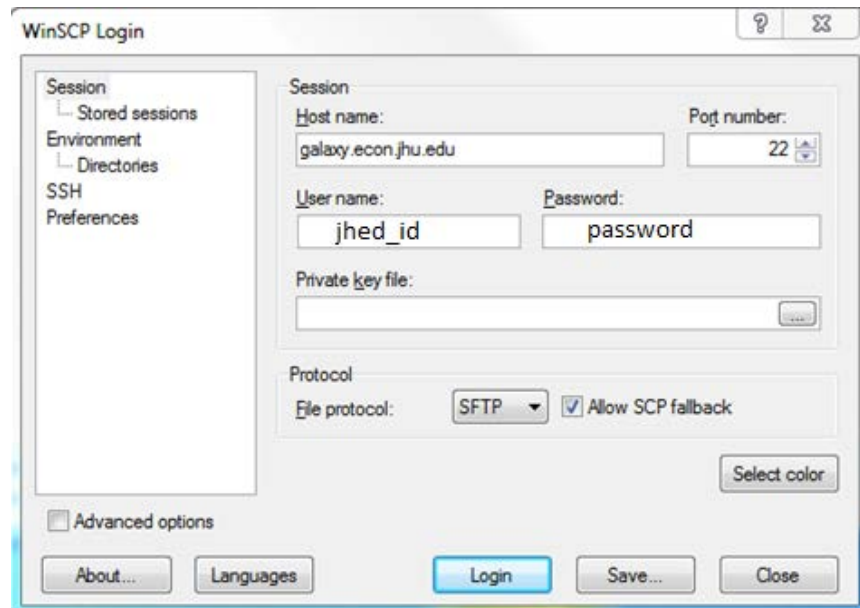 WinSCP Login
Session
Stored sessions
Environment
Directories
SSH
Preferences
Session
Host name:
Port number:
galaxy.econ.jhu.edu
22
User name:
Password:
jhed_id
password
Private key file:
...
Protocol
File protocol:
SFTP
Allow SCP fallback
Select color
Advanced options
About...
Languages
Login
Save...
Close